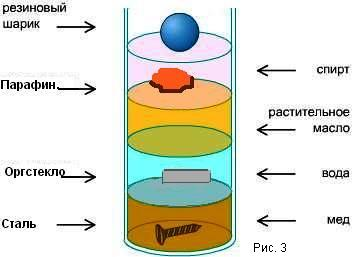 резиновый
шарик
Парафин.
спирт
растительное
масло
Оргстекло
вода
Сталь
мед
Рис. 3